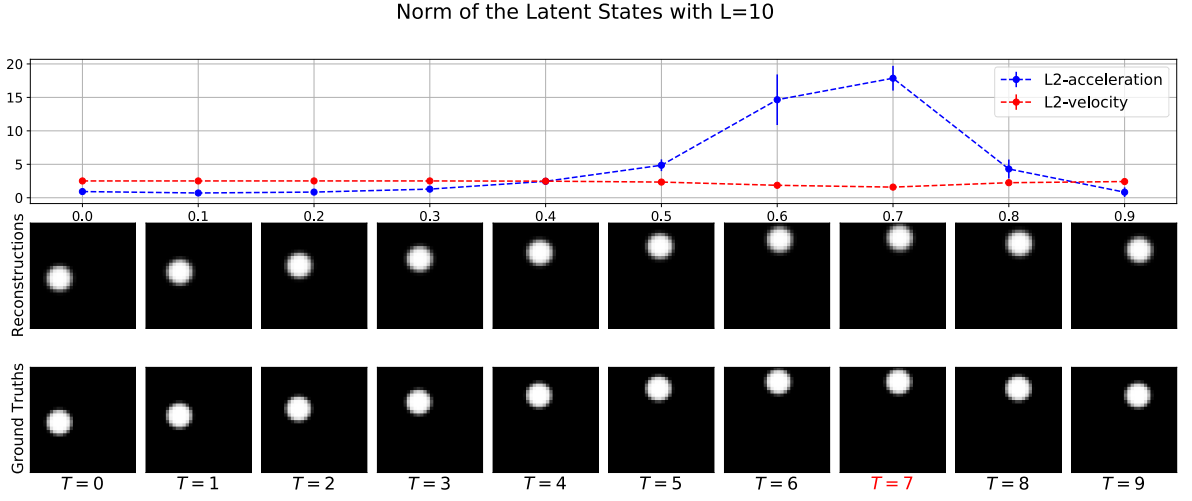 Norm of the Latent States with L=10
20
15
10
5
0
L2-acceleration
L2-velocity
0.0 0.1 0.2 0.3 0.4 0.5 0.6 0.7 0.8 0.9
Reconstructions
Ground Truths
T = 0 T = 1 T = 2 T = 3 T = 4 T = 5 T = 6 T = 7 T = 8 T = 9